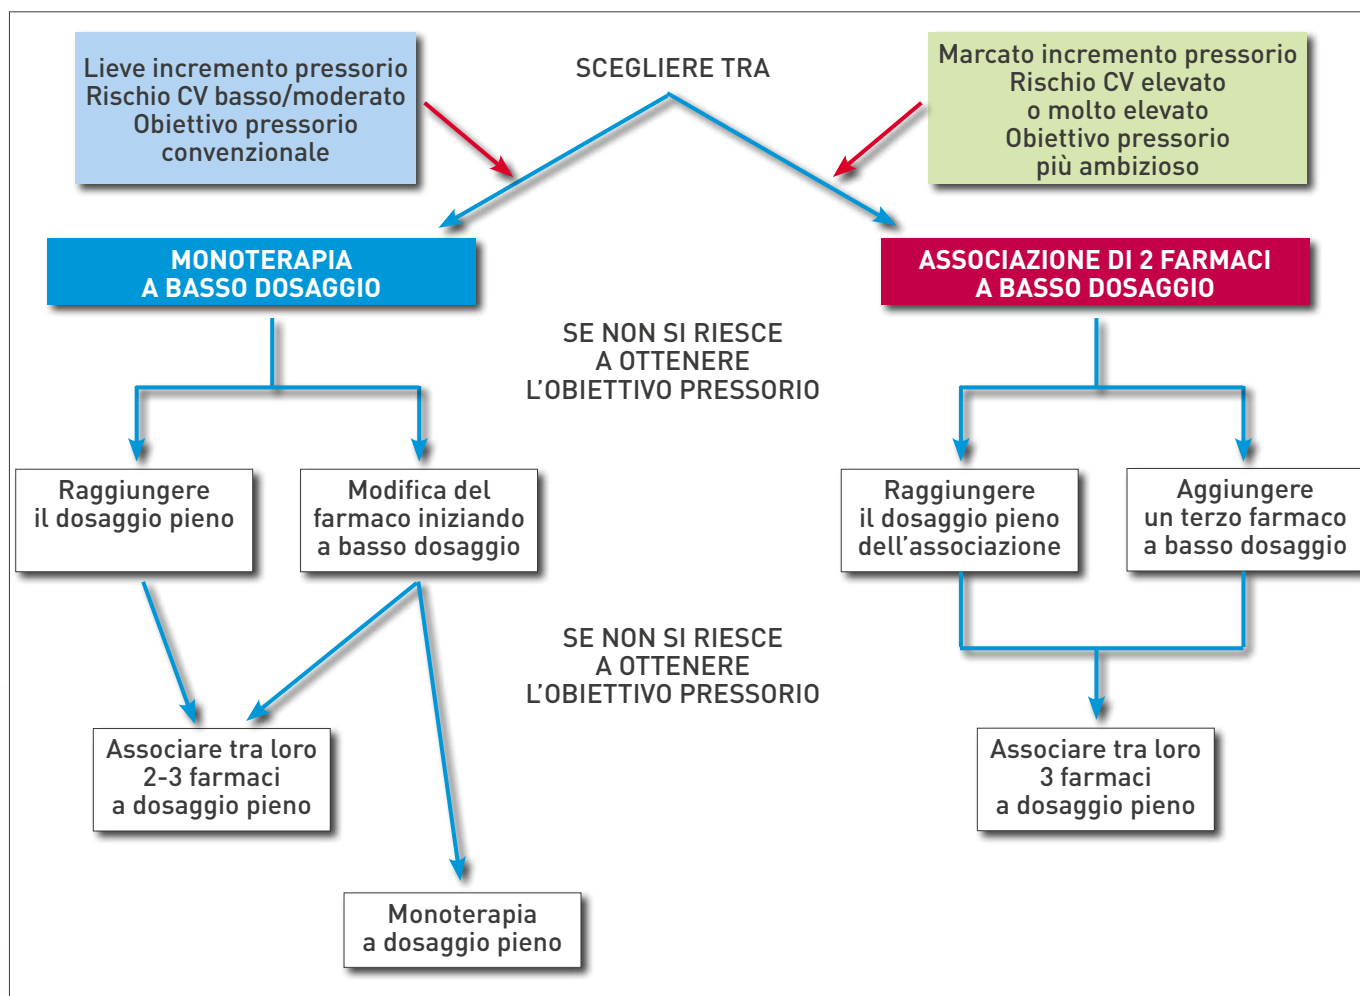 Lieve incremento pressorio
Rischio CV basso/moderato
Obiettivo pressorio
convenzionale
SCEGLIERE TRA
Marcato incremento pressorio
Rischio CV elevato
o molto elevato
Obiettivo pressorio
più ambizioso
MONOTERAPIA
A BASSO DOSAGGIO
ASSOCIAZIONE DI 2 FARMACI
A BASSO DOSAGGIO
SE NON SI RIESCE
A OTTENERE
L'OBIETTIVO PRESSORIO
Raggiungere
il dosaggio pieno
Modifica del
farmaco iniziando
a basso dosaggio
Raggiungere
il dosaggio pieno
dell'associazione
Aggiungere
un terzo farmaco
a basso dosaggio
SE NON SI RIESCE
A OTTENERE
L'OBIETTIVO PRESSORIO
Associare tra loro
2-3 farmaci
a dosaggio pieno
Associare tra loro
3 farmaci
a dosaggio pieno
Monoterapia
a dosaggio pieno